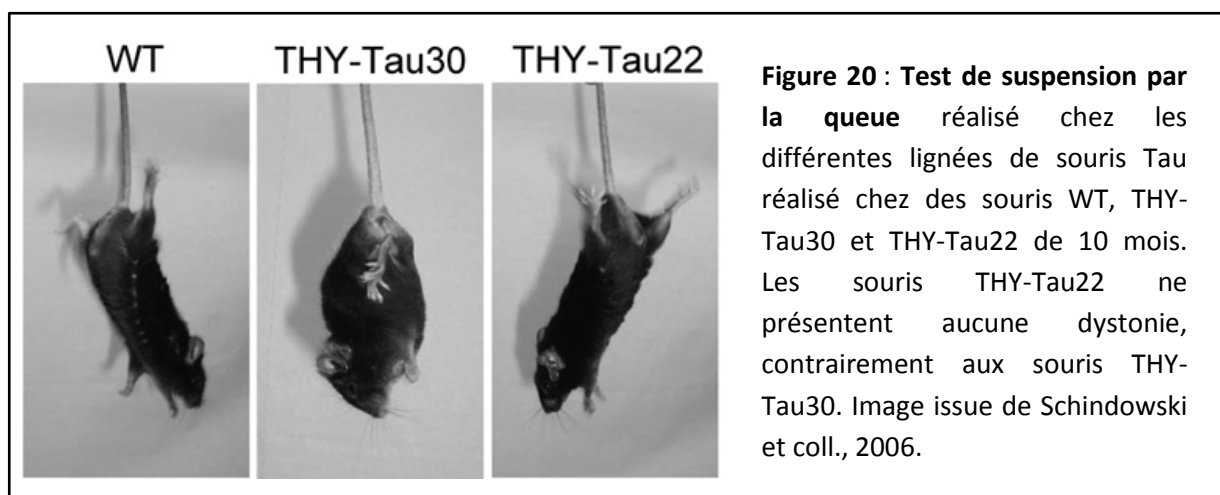 WT THY-Tau30 THY-Tau22
Figure 20 : Test de suspension par
la queue réalisé chez les
différentes lignées de souris Tau
réalisé chez des souris WT, THY-
Tau30 et THY-Tau22 de 10 mois.
Les souris THY-Tau22 ne
présentent aucune dystonie,
contrairement aux souris THY-
Tau30. Image issue de Schindowski
et coll., 2006.